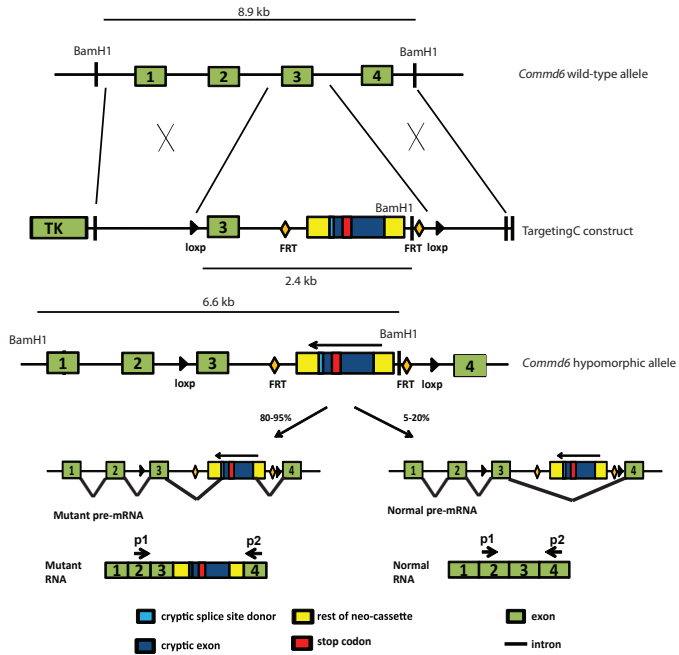 8.9 kb
BamH1 BamH1
1 2 3 4
Commd6 wild-type allele
BamH1
TK 3
TargetingC construct
loxp FRT FRT loxp
2.4 kb
6.6 kb
BamH1 BamH1
1 2 3 4
Commd6 hypomorphic allele
loxp FRT FRT loxp
80-95% 5-20%
1 2 3 4 1 2 3 4
Mutant pre-mRNA Normal pre-mRNA
p1 p2 p1 p2
Mutant
RNA
1 2 3 4
Normal
RNA
1 2 3 4
cryptic splice site donor rest of neo-cassette exon
cryptic exon stop codon intron